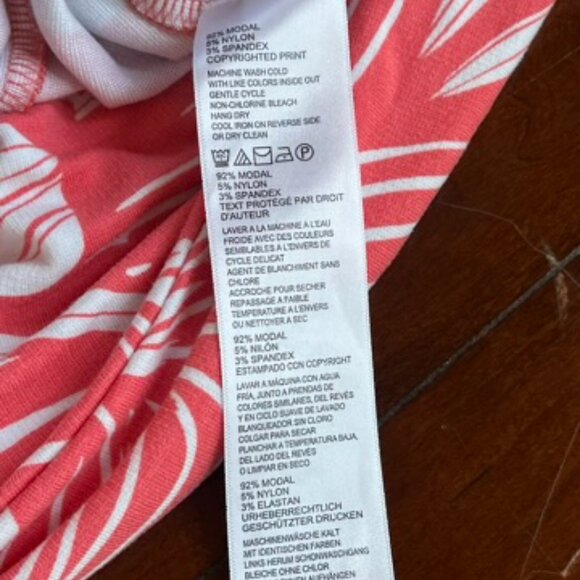 92% MODAL
5% NYLON
3% SPANDEX
COPYRIGHTED PRINT
MACHINE WASH COLD
WITH LIKE COLORS INSIDE OUT
GENTLE CYCLE
NON-CHLORINE BLEACH
HANG DRY
COOL IRON ON REVERSE SIDE
OR DRY CLEAN
P
92% MODAL
5% NYLON
3% SPANDEX
TEXT PROTÉGÉ PAR DROIT
D'AUTEUR
LAVER A LA MACHINE A L'EAU
FROIDE AVEC DES COULEURS
SEMBLABLES A L'ENVERS DE
CYCLE DELICAT
AGENT DE BLANCHIMENT SANS
CHLORE
ACCROCHE POUR SECHER
REPASSAGE A FAIBLE
TEMPERATURE A L'ENVERS
OU NETTOYER A SEC
92% MODAL
5% NILÓN
3% SPANDEX
ESTAMPADO CON COPYRIGHT
LAVAR A MÁQUINA CON AGUA
FRÍA, JUNTO A PRENDAS DE
COLORES SIMILARES, DEL REVÉS
Y EN CICLO SUAVE DE LAVADO
BLANQUEADOR SIN CLORO
COLGAR PARA SECAR
PLANCHAR A TEMPERATURA BAJA,
DEL LADO DEL REVÉS
O LIMPIAR EN SECO
92% MODAL
5% NYLON
3% ELASTAN
URHEBERRECHTLICH
GESCHÜTZTER DRUCKEN
MASCHINENWÄSCHE KALT
MIT IDENTISCHEN FARBEN
LINKS HERUM SCHONWASCHGANG
BLEICHE OHNE CHLOR
AUFHÄNGEN